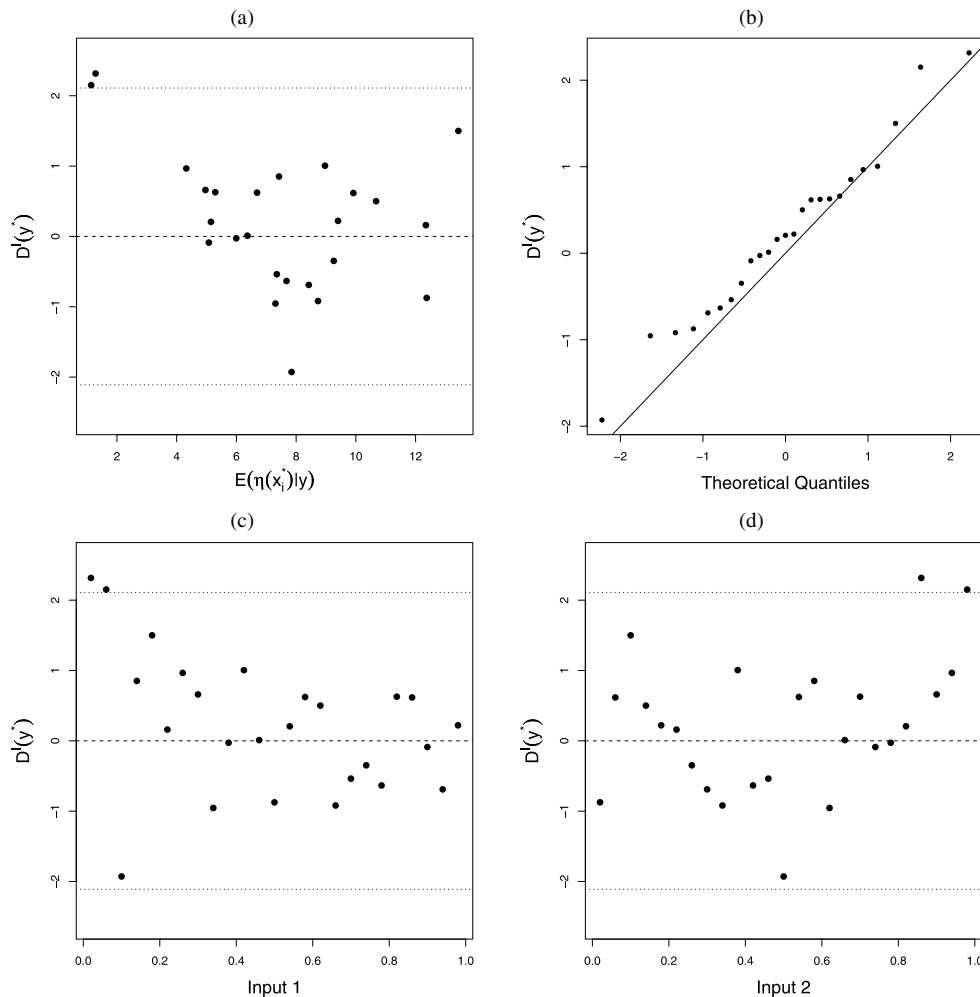 (a)
2
1
0
−1
−2
D^I(y^*)
2 4 6 8 10 12
E(η(x_i^*)|y)
(b)
2
1
0
−1
−2
D^I(y^*)
−2 −1 0 1 2
Theoretical Quantiles
(c)
2
1
0
−1
−2
D^I(y^*)
0.0 0.2 0.4 0.6 0.8 1.0
Input 1
(d)
2
1
0
−1
−2
D^I(y^*)
0.0 0.2 0.4 0.6 0.8 1.0
Input 2